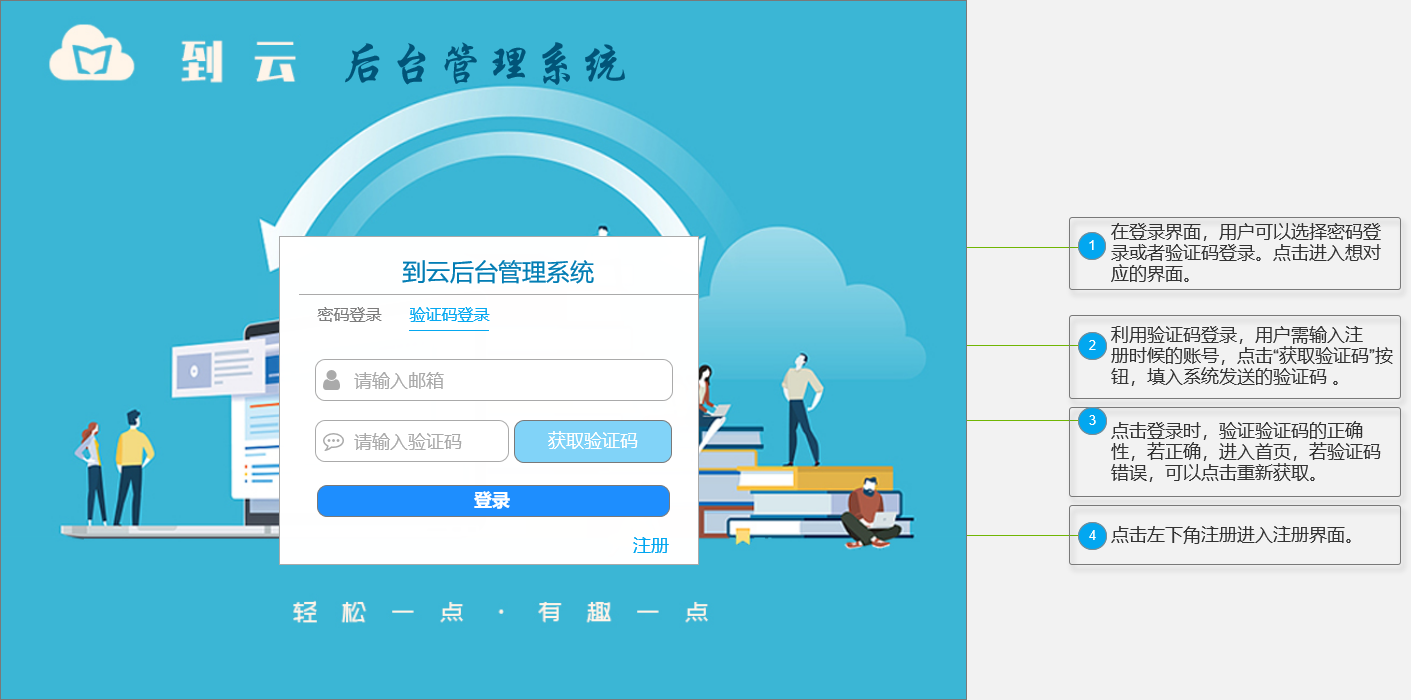 到云 后台管理系统
到云后台管理系统
密码登录 验证码登录
请输入邮箱
请输入验证码 获取验证码
登录
注册
轻松一点·有趣一点
1 在登录界面，用户可以选择密码登
录或者验证码登录。点击进入想对
应的界面。
2 利用验证码登录，用户需输入注
册时候的账号，点击“获取验证码”按
钮，填入系统发送的验证码 。
3 点击登录时，验证验证码的正确
性，若正确，进入首页，若验证码
错误，可以点击重新获取。
4 点击左下角注册进入注册界面。